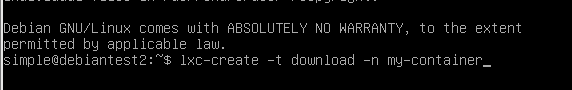 Debian GNU/Linux comes with ABSOLUTELY NO WARRANTY, to the extent
permitted by applicable law.
simple@debiantest2:~$ lxc-create -t download -n my-container_